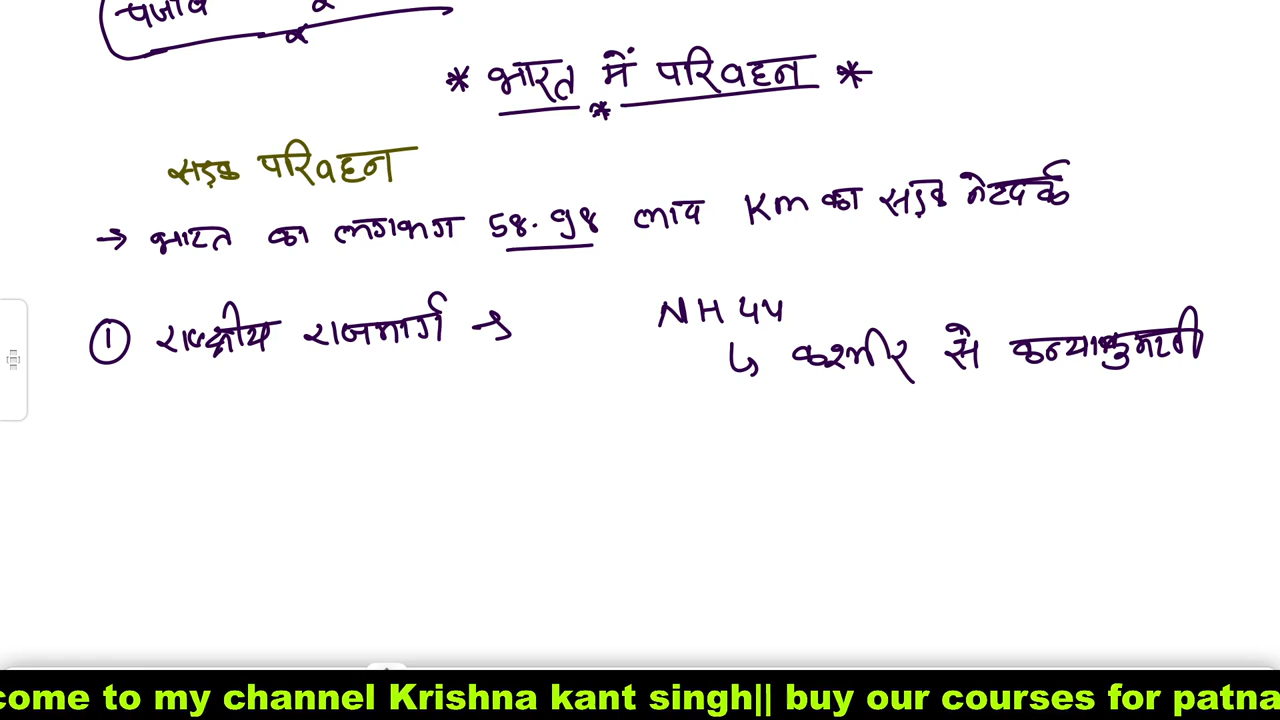 पंजाब
* भारत में परिवहन *
*
सड़क परिवहन
→ भारत का लगभग 58.98 लाख Km का सड़क नेटवर्क
① राष्ट्रीय राजमार्ग →
NH 44
↳ कश्मीर से कन्याकुमारी
come to my channel Krishna kant singh|| buy our courses for patna